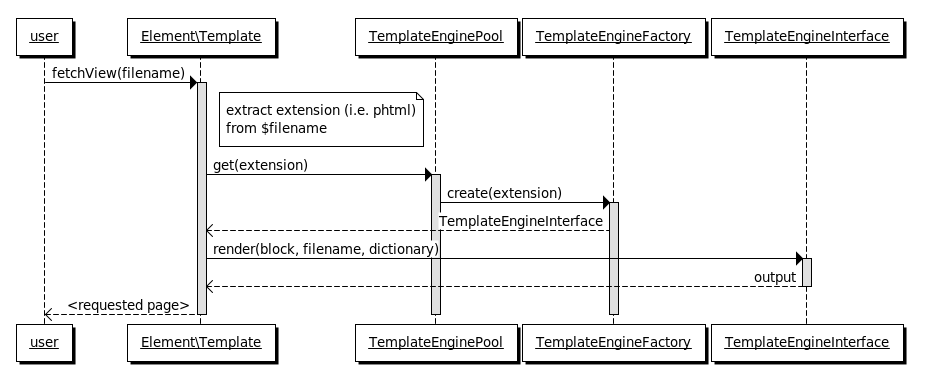 user
Element\Template
TemplateEnginePool
TemplateEngineFactory
TemplateEngineInterface
fetchView(filename)
extract extension (i.e. phtml)
from $filename
get(extension)
create(extension)
TemplateEngineInterface
render(block, filename, dictionary)
output
<requested page>
user
Element\Template
TemplateEnginePool
TemplateEngineFactory
TemplateEngineInterface